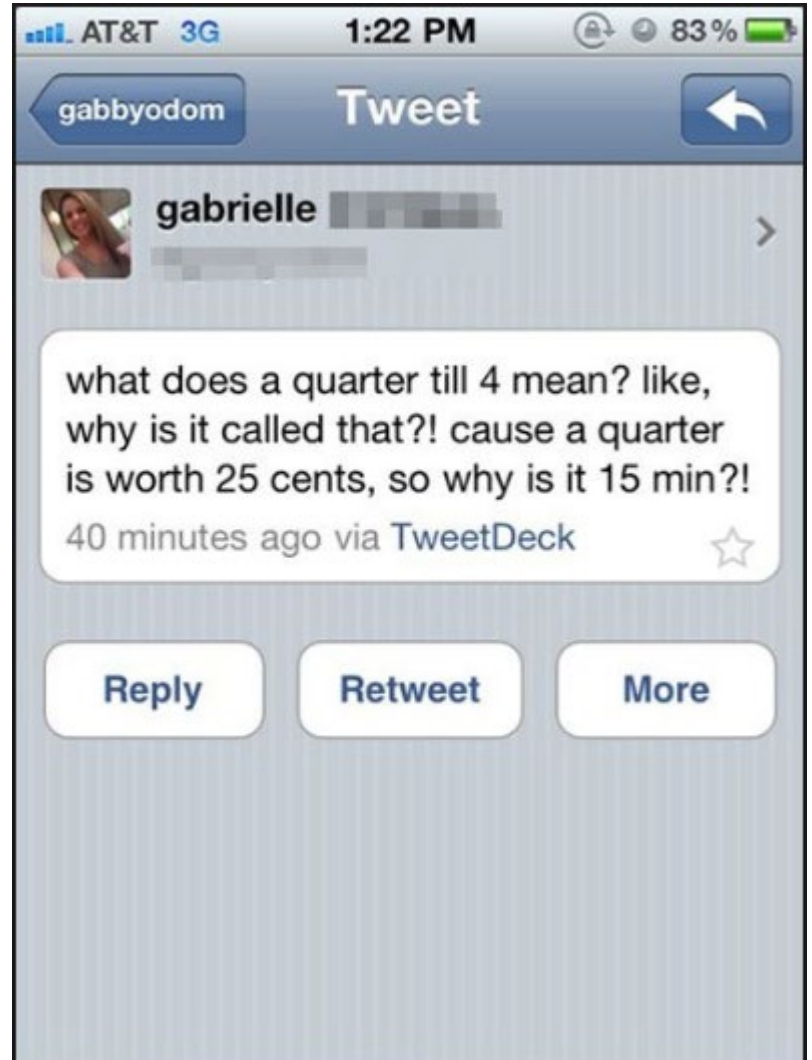 AT&T 3G 1:22 PM 83%
gabbyodom Tweet
gabrielle
what does a quarter till 4 mean? like,
why is it called that?! cause a quarter
is worth 25 cents, so why is it 15 min?!
40 minutes ago via TweetDeck
Reply Retweet More